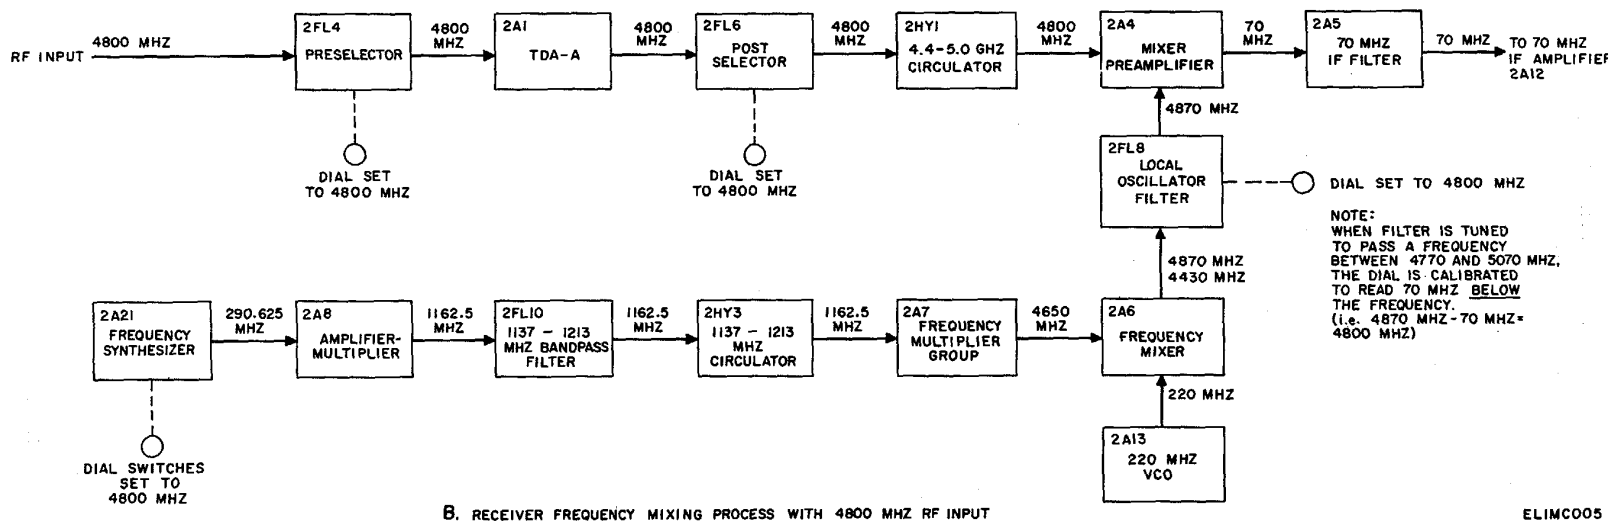 RF INPUT
4800 MHZ
2FL4
PRESELECTOR
4800
MHZ
2A1
TDA-A
4800
MHZ
2FL6
POST
SELECTOR
4800
MHZ
2HY1
4.4-5.0 GHZ
CIRCULATOR
4800
MHZ
2A4
MIXER
PREAMPLIFIER
70
MHZ
2A5
70 MHZ
IF FILTER
70 MHZ
TO 70 MHZ
IF AMPLIFIER
2A12
DIAL SET
TO 4800 MHZ
DIAL SET
TO 4800 MHZ
4870 MHZ
2FL8
LOCAL
OSCILLATOR
FILTER
DIAL SET TO 4800 MHZ
NOTE:
WHEN FILTER IS TUNED
TO PASS A FREQUENCY
BETWEEN 4770 AND 5070 MHZ,
THE DIAL IS CALIBRATED
TO READ 70 MHZ BELOW
THE FREQUENCY.
(i.e. 4870 MHZ-70 MHZ=
4800 MHZ)
4870 MHZ
4430 MHZ
2A21
FREQUENCY
SYNTHESIZER
290.625
MHZ
2A8
AMPLIFIER-
MULTIPLIER
1162.5
MHZ
2FL10
1137 - 1213
MHZ BANDPASS
FILTER
1162.5
MHZ
2HY3
1137 - 1213
MHZ
CIRCULATOR
1162.5
MHZ
2A7
FREQUENCY
MULTIPLIER
GROUP
4650
MHZ
2A6
FREQUENCY
MIXER
220 MHZ
2A13
220 MHZ
VCO
DIAL SWITCHES
SET TO
4800 MHZ
B. RECEIVER FREQUENCY MIXING PROCESS WITH 4800 MHZ RF INPUT
ELIMC005